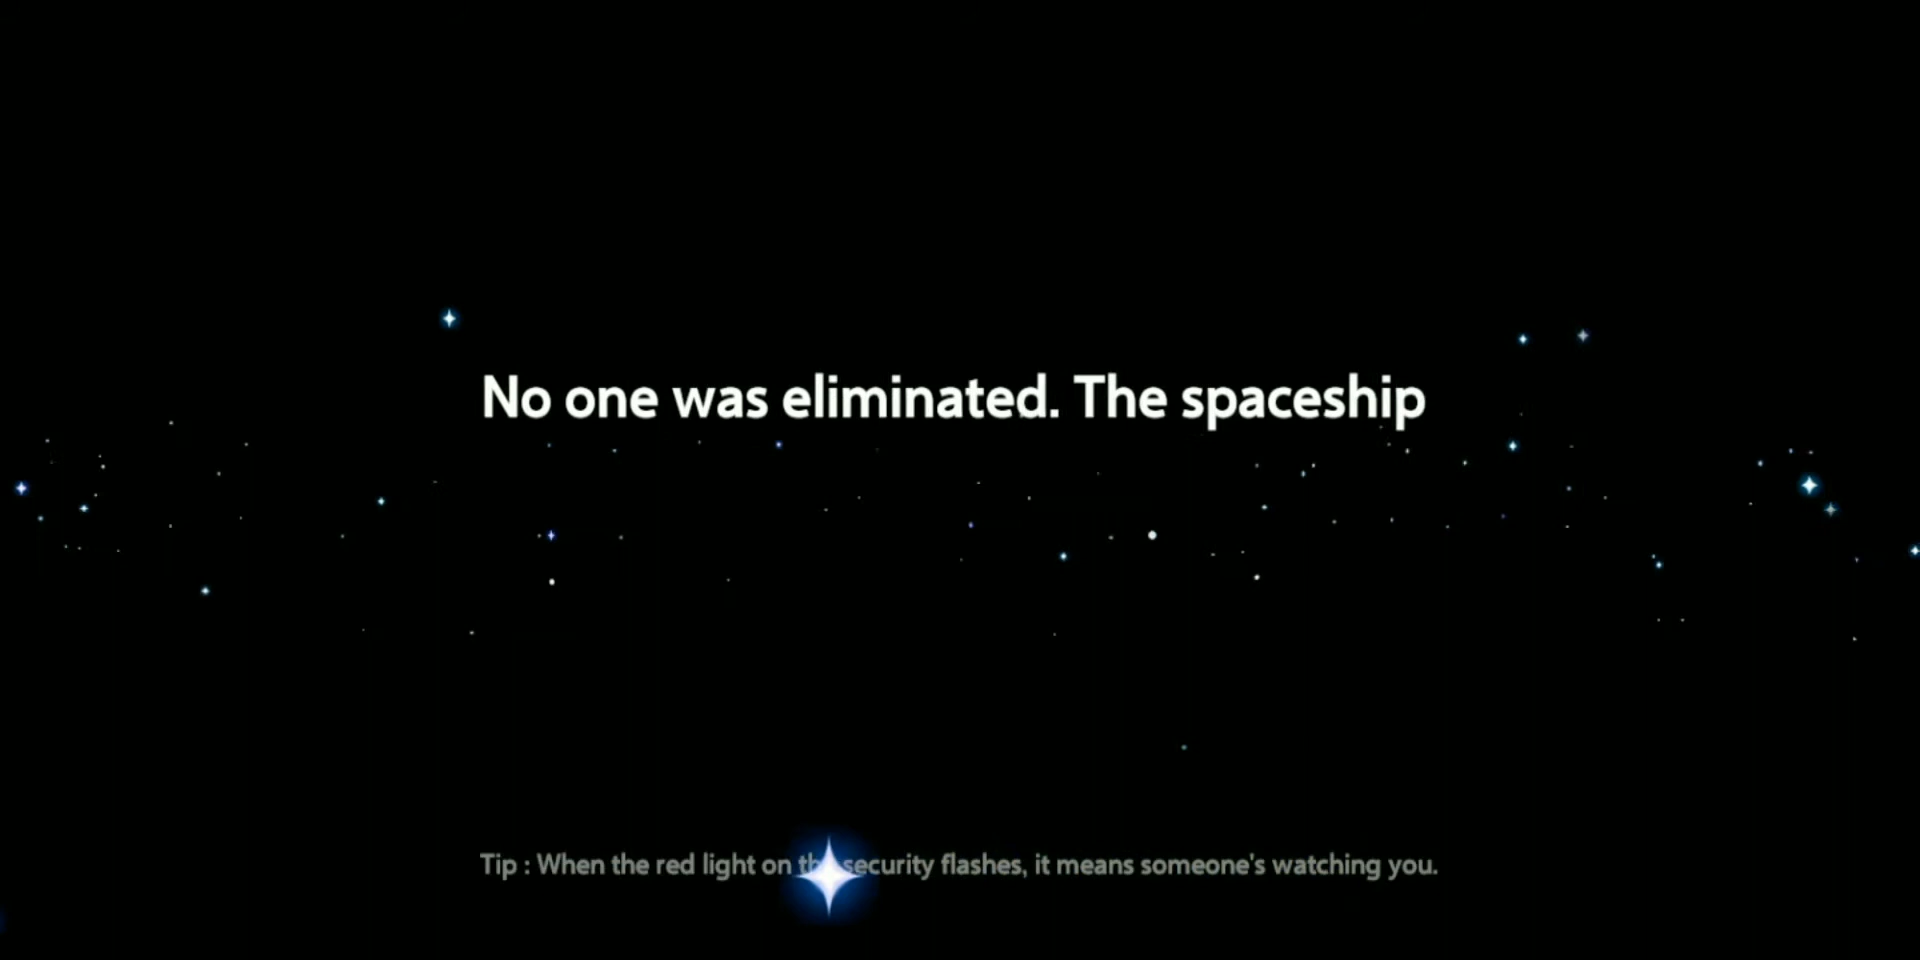 No one was eliminated. The spaceship
Tip : When the red light on the security flashes, it means someone's watching you.